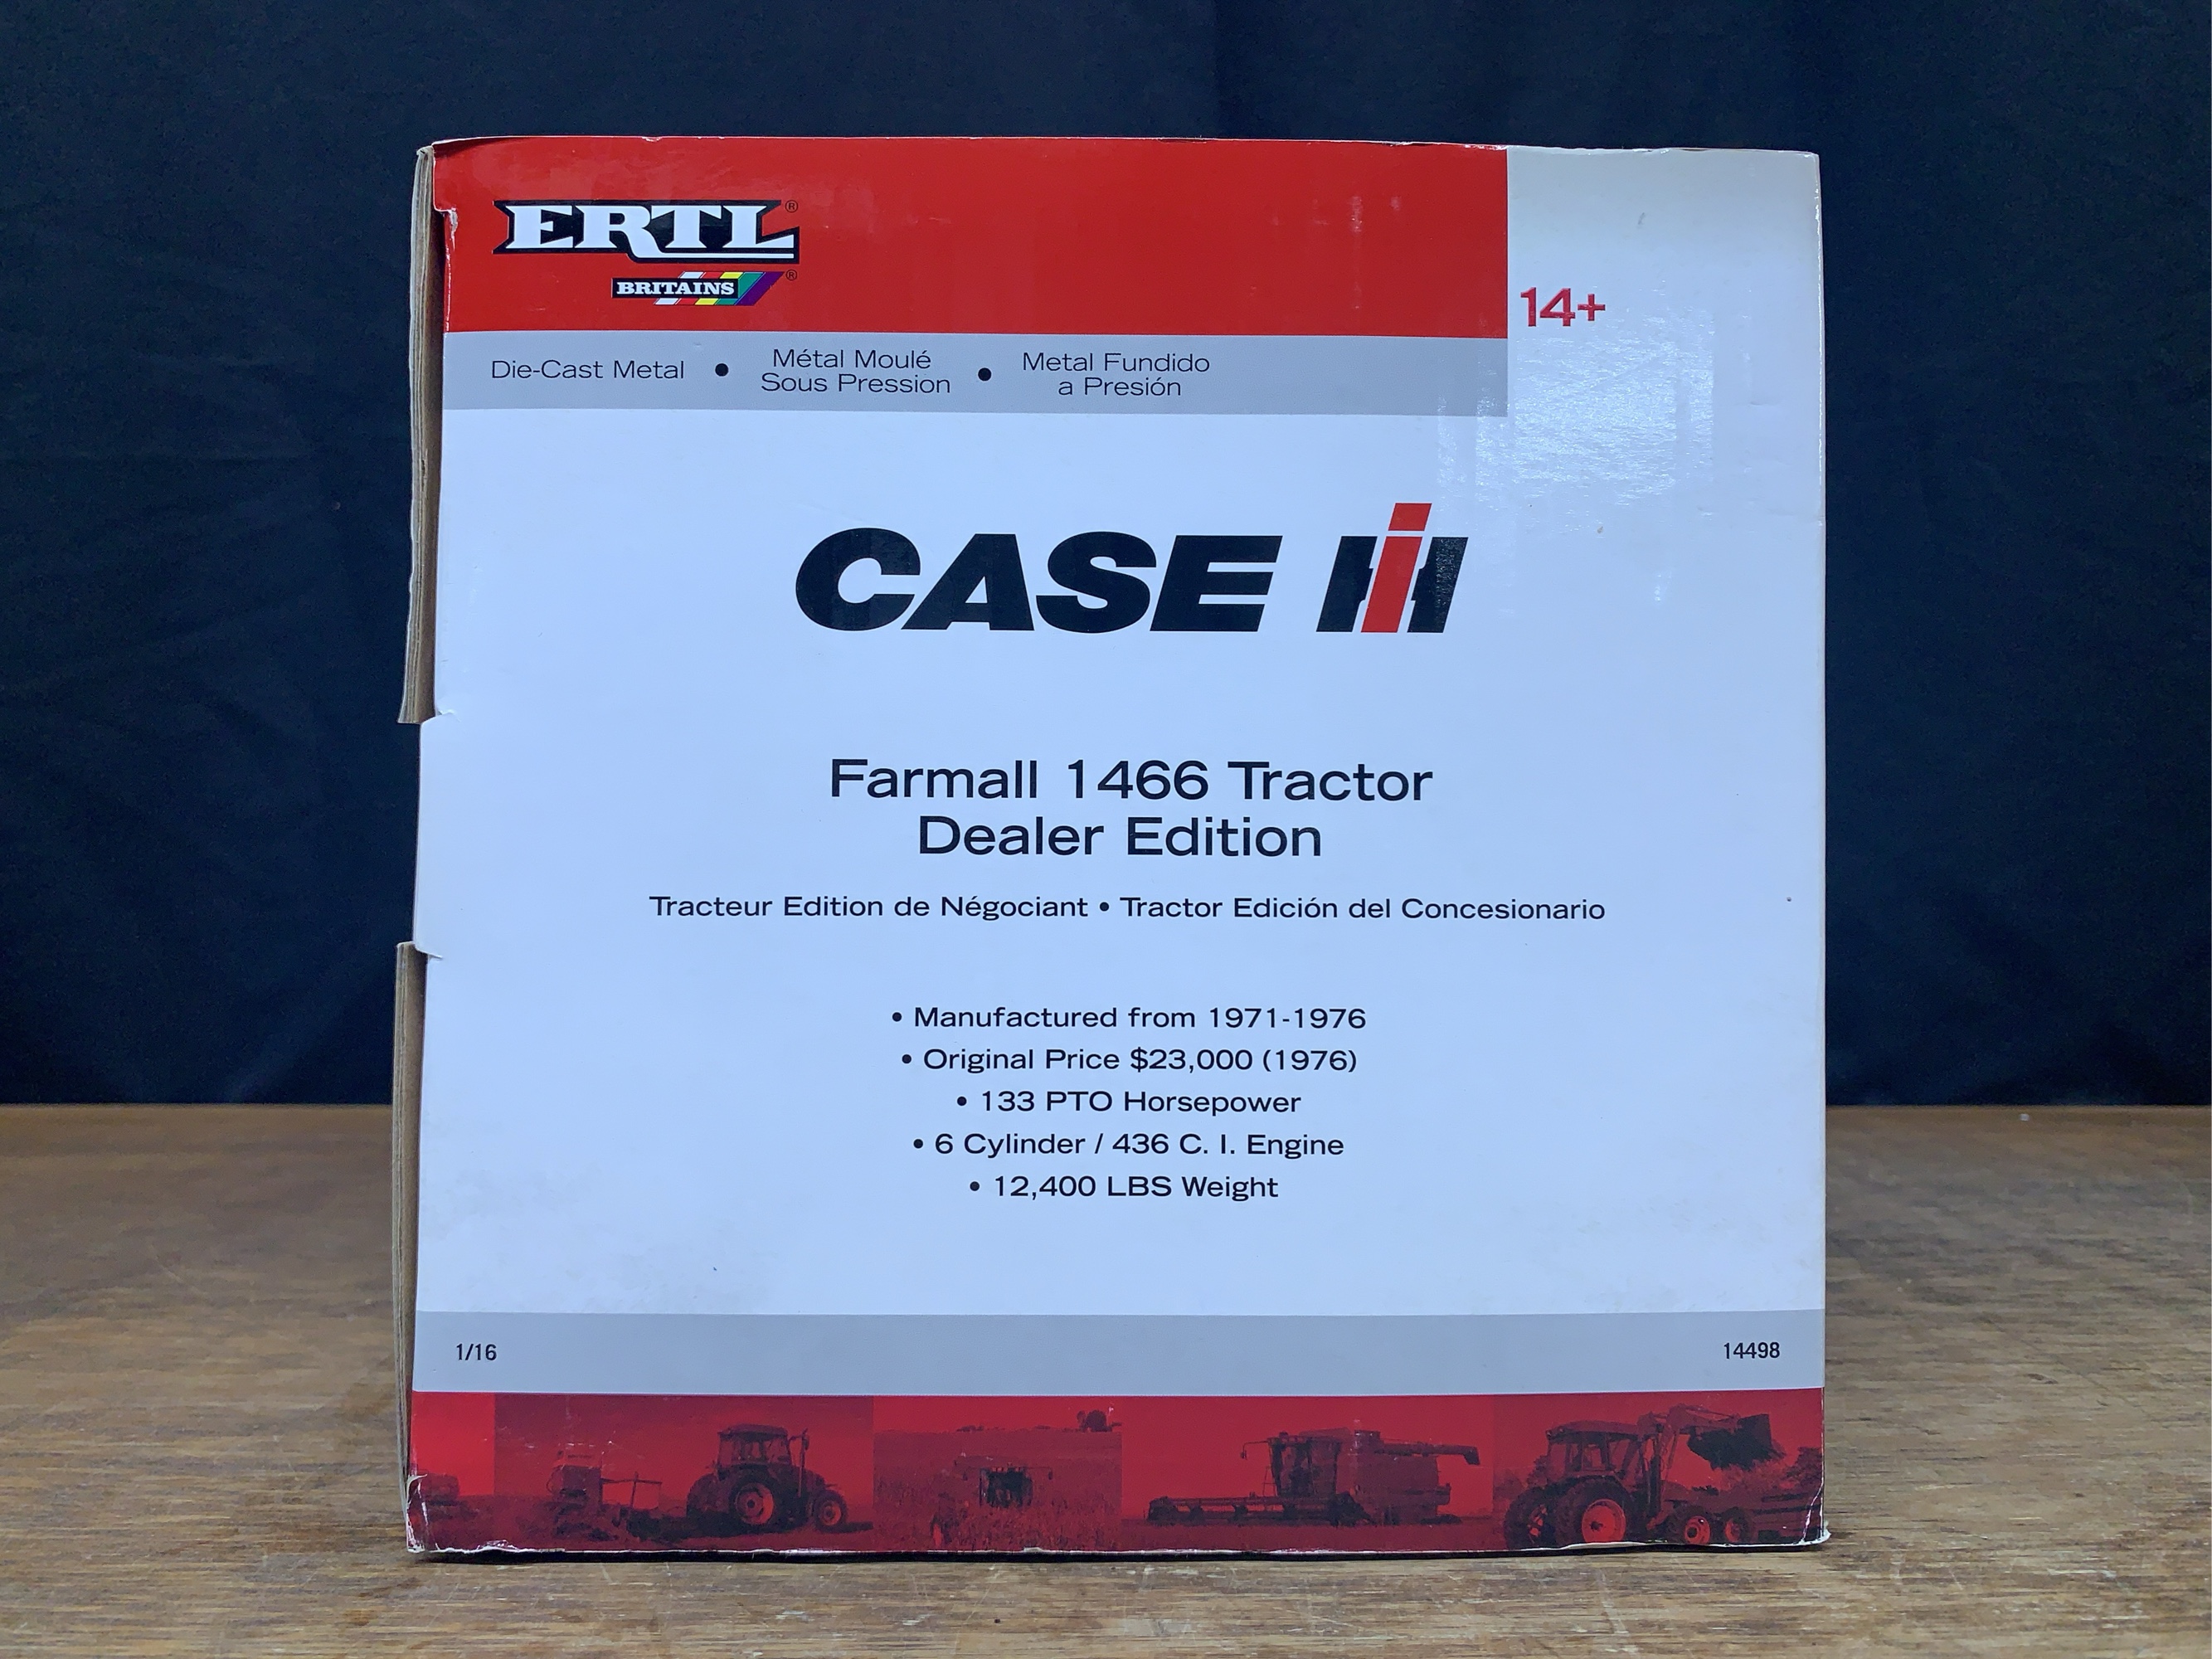 ERTL®
BRITAINS®
14+
Die-Cast Metal • Métal Moulé Sous Pression • Metal Fundido a Presión
CASE IH
Farmall 1466 Tractor
Dealer Edition
Tracteur Edition de Négociant • Tractor Edición del Concesionario
• Manufactured from 1971-1976
• Original Price $23,000 (1976)
• 133 PTO Horsepower
• 6 Cylinder / 436 C. I. Engine
• 12,400 LBS Weight
1/16
14498